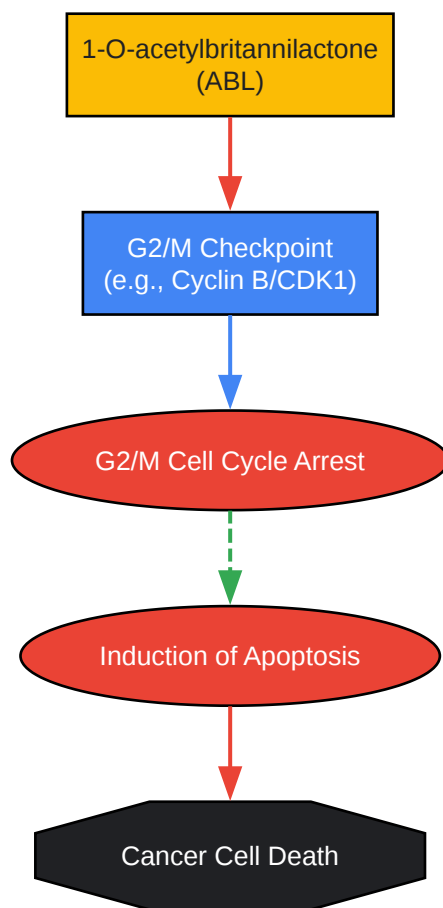 1-O-acetylbritannilactone
(ABL)
G2/M Checkpoint
(e.g., Cyclin B/CDK1)
G2/M Cell Cycle Arrest
Induction of Apoptosis
Cancer Cell Death